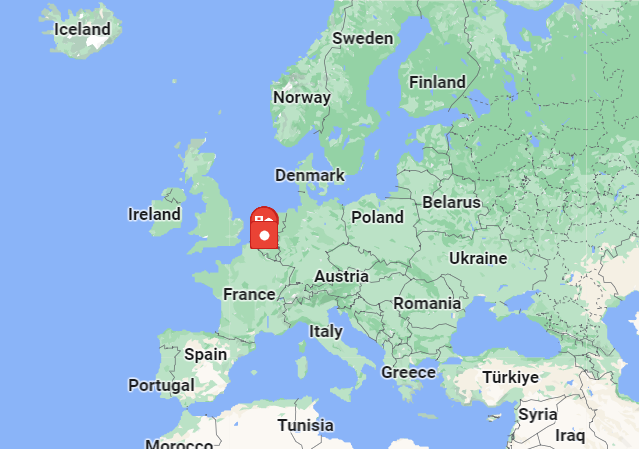 Iceland
Sweden
Finland
Norway
Denmark
Ireland
Belarus
Poland
Ukraine
Austria
France
Romania
Italy
Spain
Greece
Türkiye
Portugal
Syria
Tunisia
Iraq
Morocco